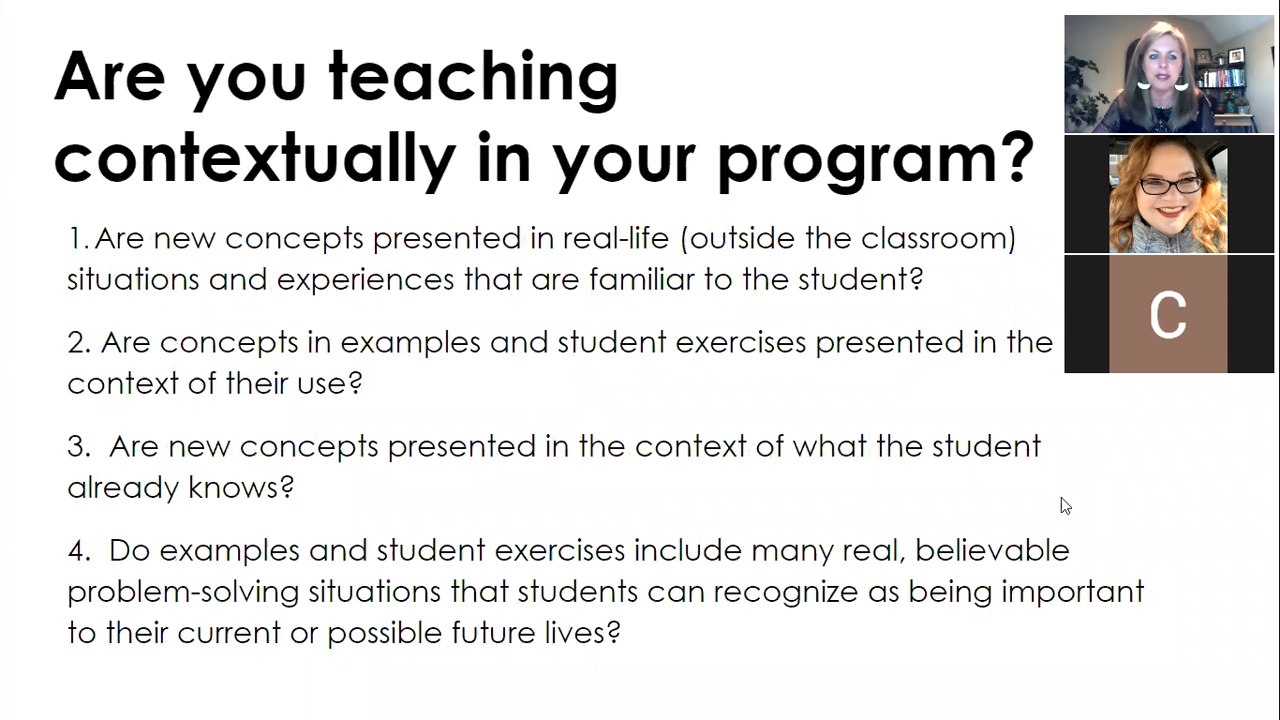 Are you teaching
contextually in your program?
1. Are new concepts presented in real-life (outside the classroom)
situations and experiences that are familiar to the student?
2. Are concepts in examples and student exercises presented in the
context of their use?
3. Are new concepts presented in the context of what the student
already knows?
4. Do examples and student exercises include many real, believable
problem-solving situations that students can recognize as being important
to their current or possible future lives?
C